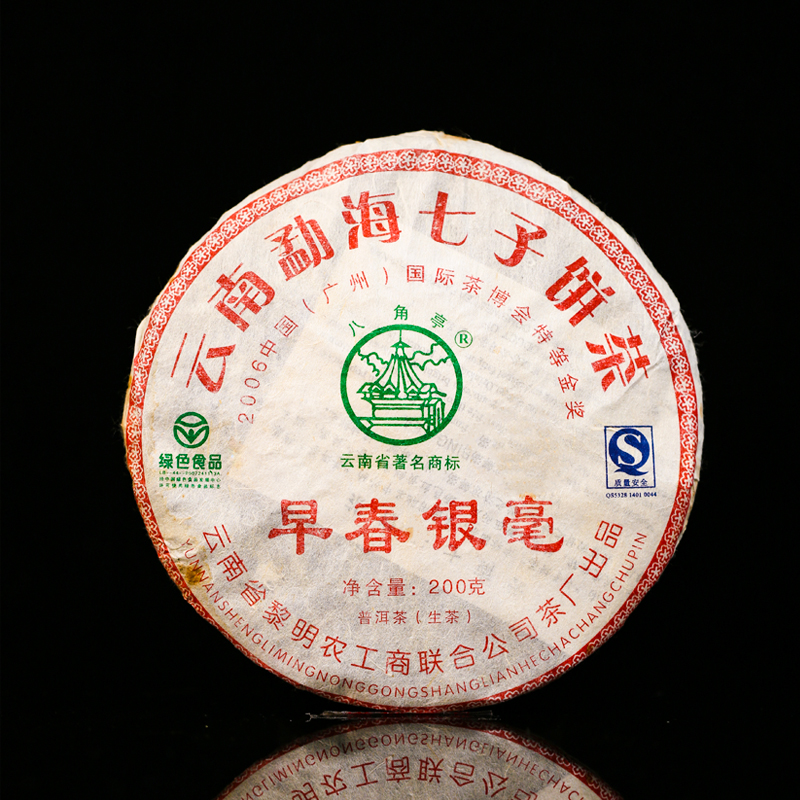 云南勐海七子饼茶
2006中国（广州）国际茶博会特等金奖
八角亭®
云南省著名商标
绿色食品
S
质量安全
QS5328 1401 0044
早春银毫
净含量：200克
普洱茶（生茶）
云南省黎明农工商联合公司茶厂出品
YUNNANSHENGLIMINGNONGGONGSHANGLIANHECHACHANGCHUPIN